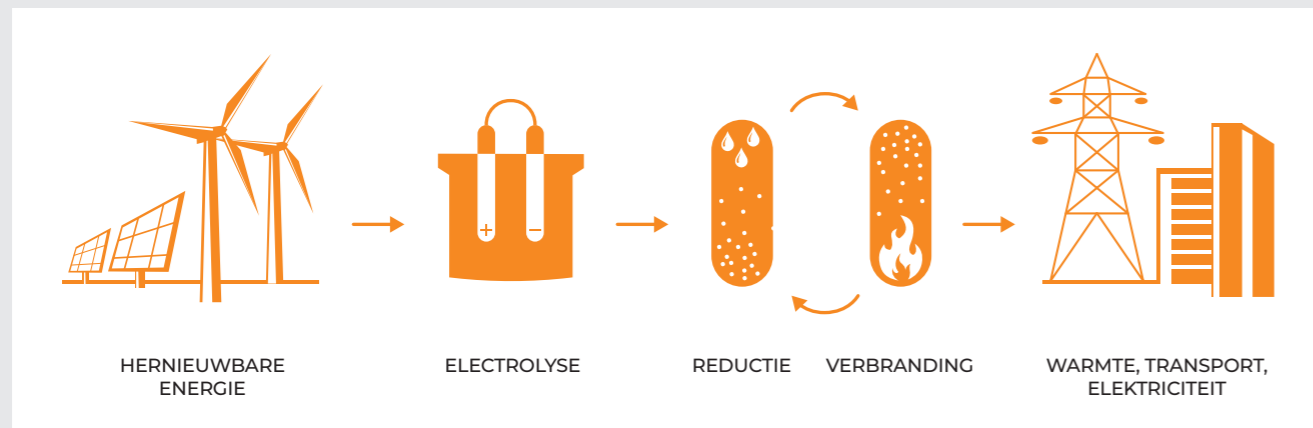 HERNIEUWBARE
ENERGIE
ELECTROLYSE
REDUCTIE
VERBRANDING
WARMTE, TRANSPORT,
ELEKTRICITEIT